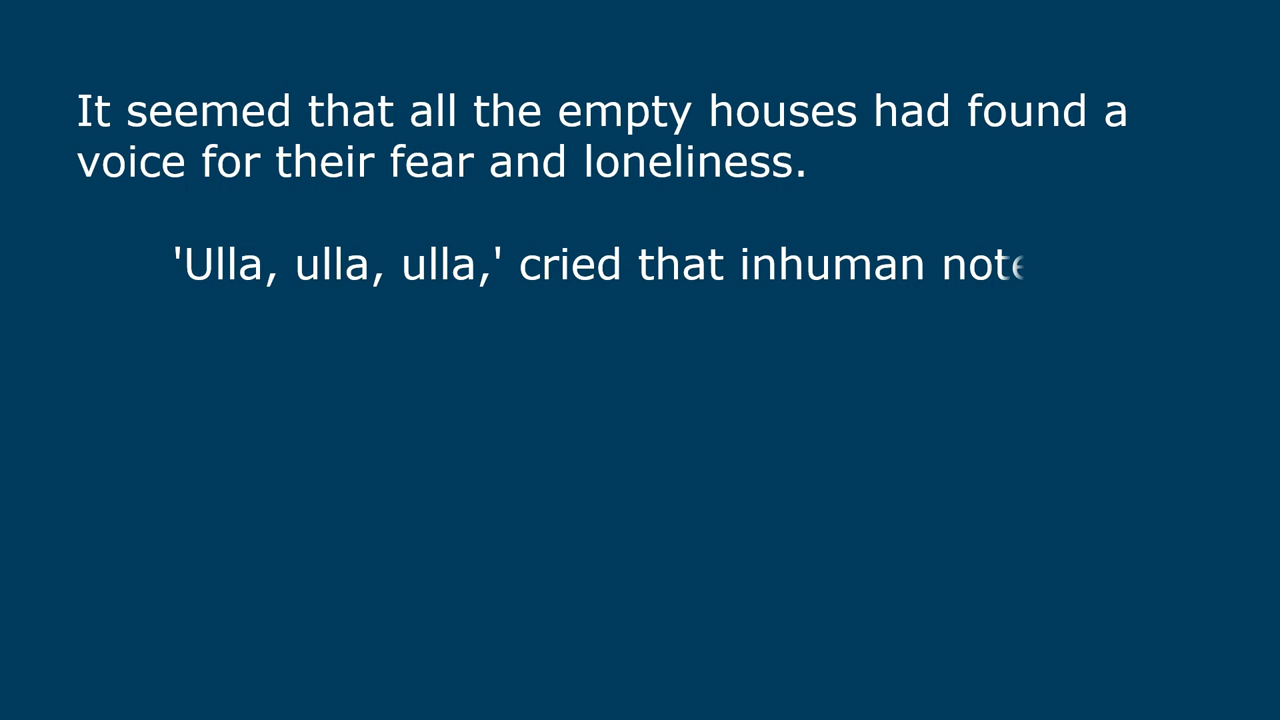 It seemed that all the empty houses had found a
voice for their fear and loneliness.
'Ulla, ulla, ulla,' cried that inhuman note